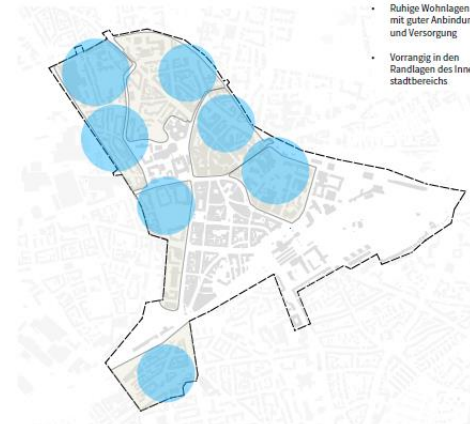 • Ruhige Wohnlagen
mit guter Anbindun
und Versorgung
• Vorrangig in den
Randlagen des Inne
stadtbereichs